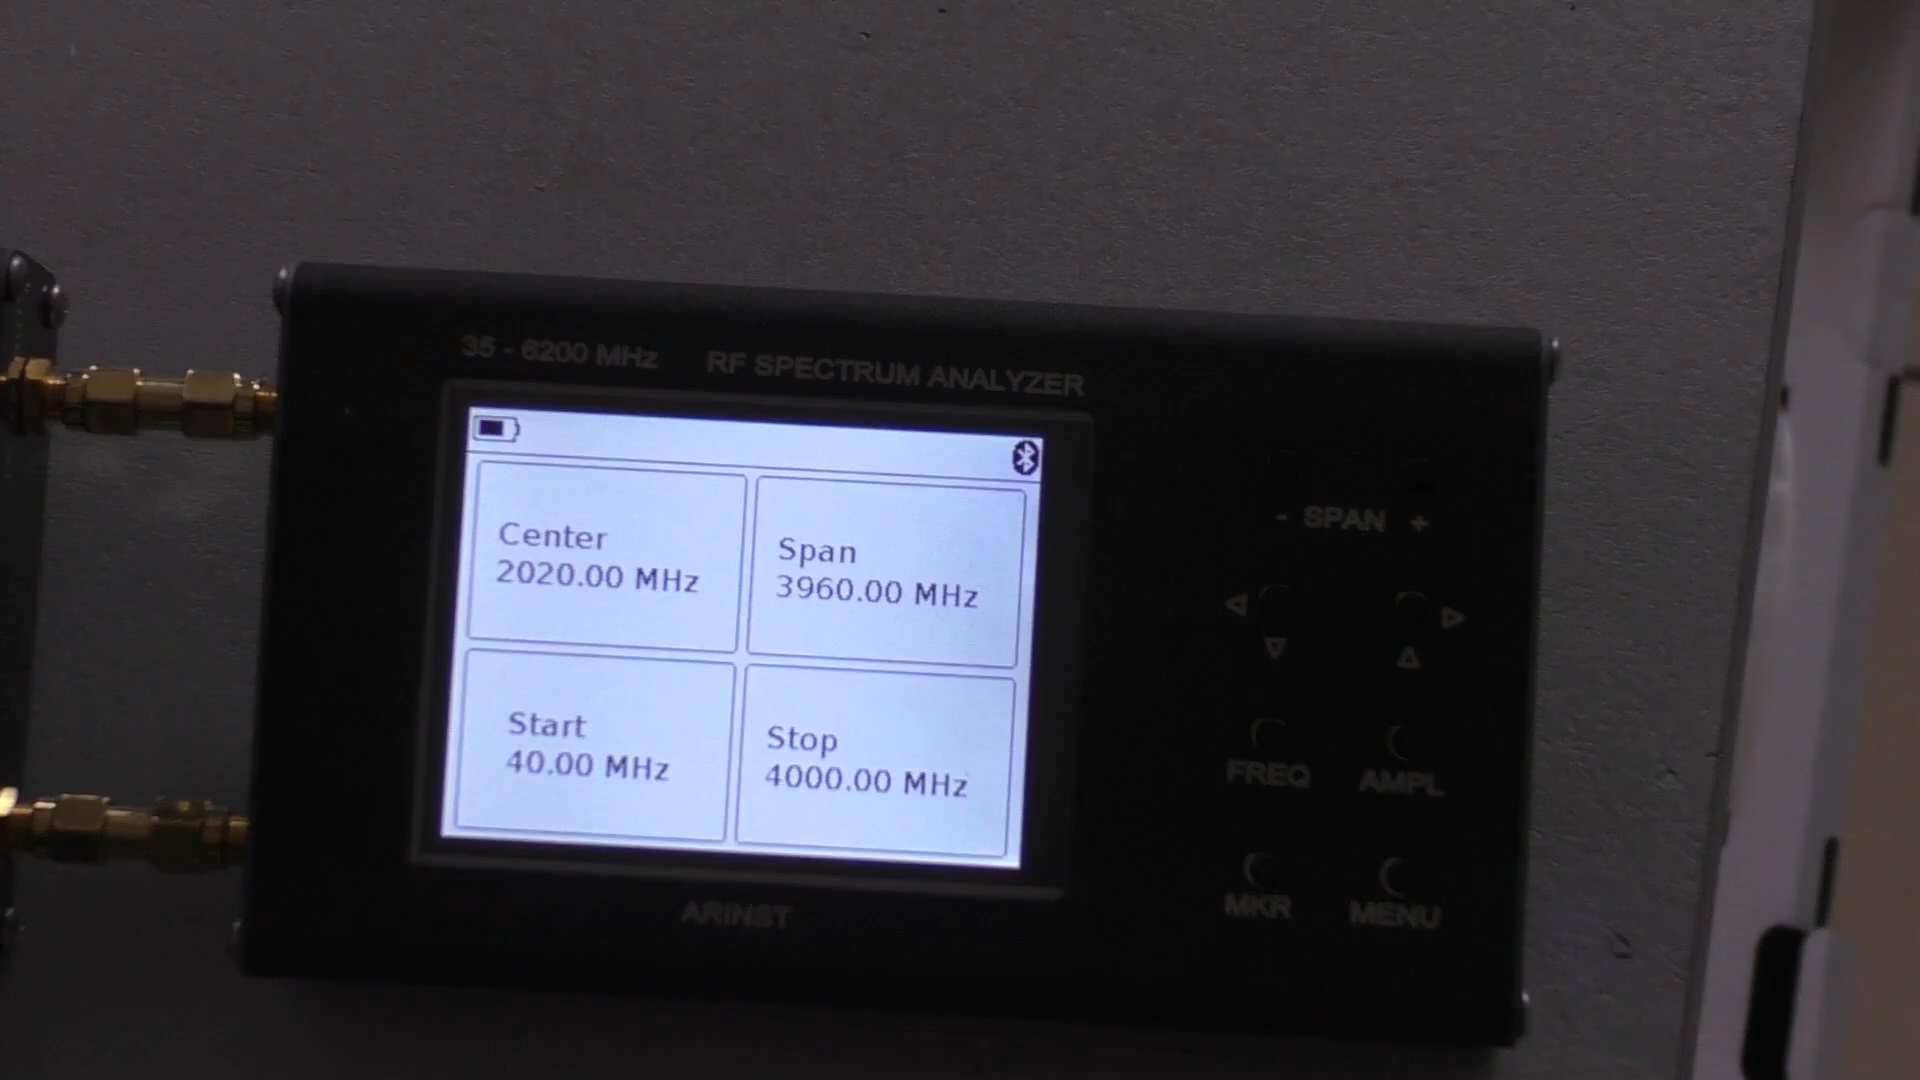 35 - 6200 MHz RF SPECTRUM ANALYZER
Center
2020.00 MHz
Span
3960.00 MHz
Start
40.00 MHz
Stop
4000.00 MHz
- SPAN +
FREQ AMPL
MKR MENU
ARINST